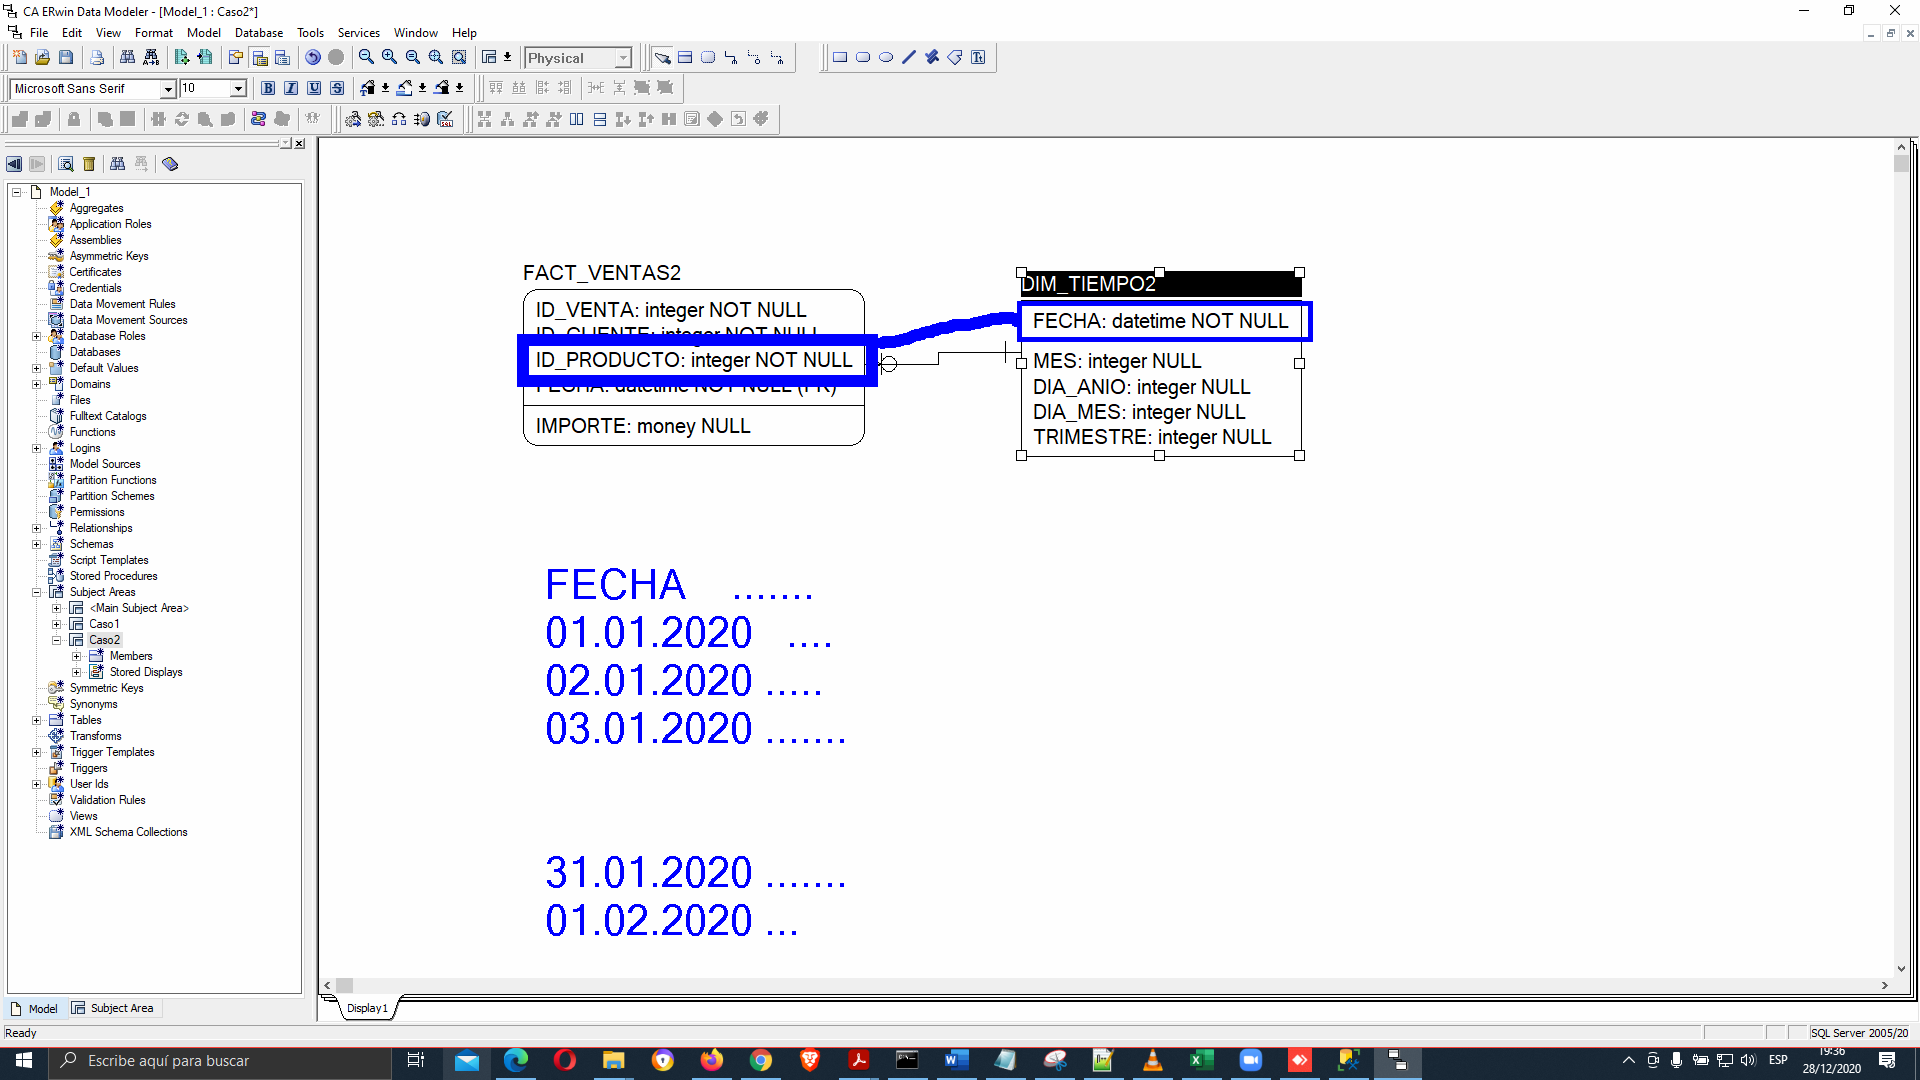 CA ERwin Data Modeler - [Model_1 : Caso2*]
File Edit View Format Model Database Tools Services Window Help
Physical
Microsoft Sans Serif 10 B I U S
Model_1
Aggregates
Application Roles
Assemblies
Asymmetric Keys
Certificates
Credentials
Data Movement Rules
Data Movement Sources
Database Roles
Databases
Default Values
Domains
Files
Fulltext Catalogs
Functions
Logins
Model Sources
Partition Functions
Partition Schemes
Permissions
Relationships
Schemas
Script Templates
Stored Procedures
Subject Areas
<Main Subject Area>
Caso1
Caso2
Members
Stored Displays
Symmetric Keys
Synonyms
Tables
Transforms
Trigger Templates
Triggers
User Ids
Validation Rules
Views
XML Schema Collections
Model Subject Area
FACT_VENTAS2
ID_VENTA: integer NOT NULL
ID_CLIENTE: integer NOT NULL
ID_PRODUCTO: integer NOT NULL
FECHA: datetime NOT NULL (FK)
IMPORTE: money NULL
DIM_TIEMPO2
FECHA: datetime NOT NULL
MES: integer NULL
DIA_ANIO: integer NULL
DIA_MES: integer NULL
TRIMESTRE: integer NULL
FECHA .......
01.01.2020 ....
02.01.2020 .....
03.01.2020 .......
31.01.2020 .......
01.02.2020 ...
Display1
Ready
SQL Server 2005/20
Escribe aquí para buscar
ESP
19:36
28/12/2020